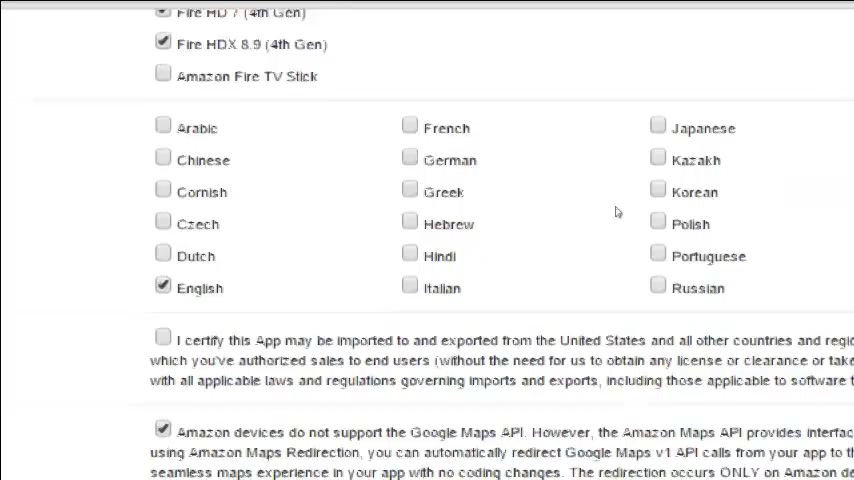 Fire HD 7 (4th Gen)
Fire HDX 8.9 (4th Gen)
Amazon Fire TV Stick
Arabic French Japanese
Chinese German Kazakh
Cornish Greek Korean
Czech Hebrew Polish
Dutch Hindi Portuguese
English Italian Russian
I certify this App may be imported to and exported from the United States and all other countries and regi
which you've authorized sales to end users (without the need for us to obtain any license or clearance or take
with all applicable laws and regulations governing imports and exports, including those applicable to software
Amazon devices do not support the Google Maps API. However, the Amazon Maps API provides interfac
using Amazon Maps Redirection, you can automatically redirect Google Maps v1 API calls from your app to
seamless maps experience in your app with no coding changes. The redirection occurs ONLY on Amazon de